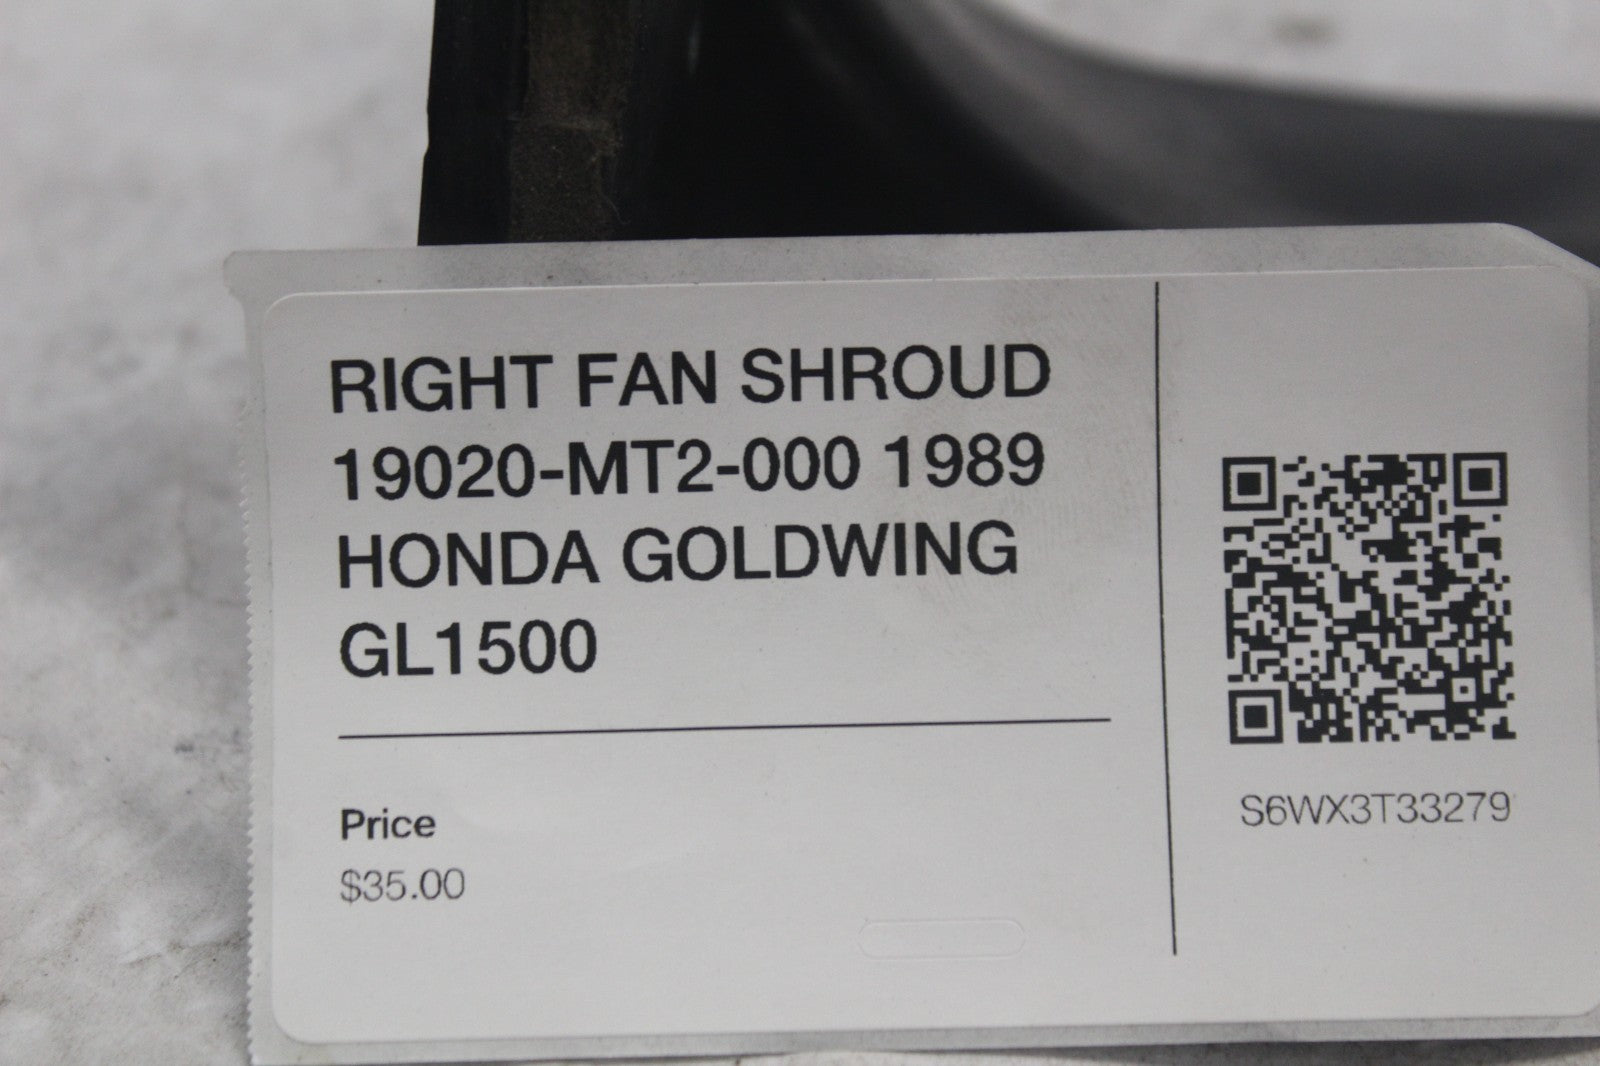 RIGHT FAN SHROUD
19020-MT2-000 1989
HONDA GOLDWING
GL1500
Price
$35.00
S6WX3T33279